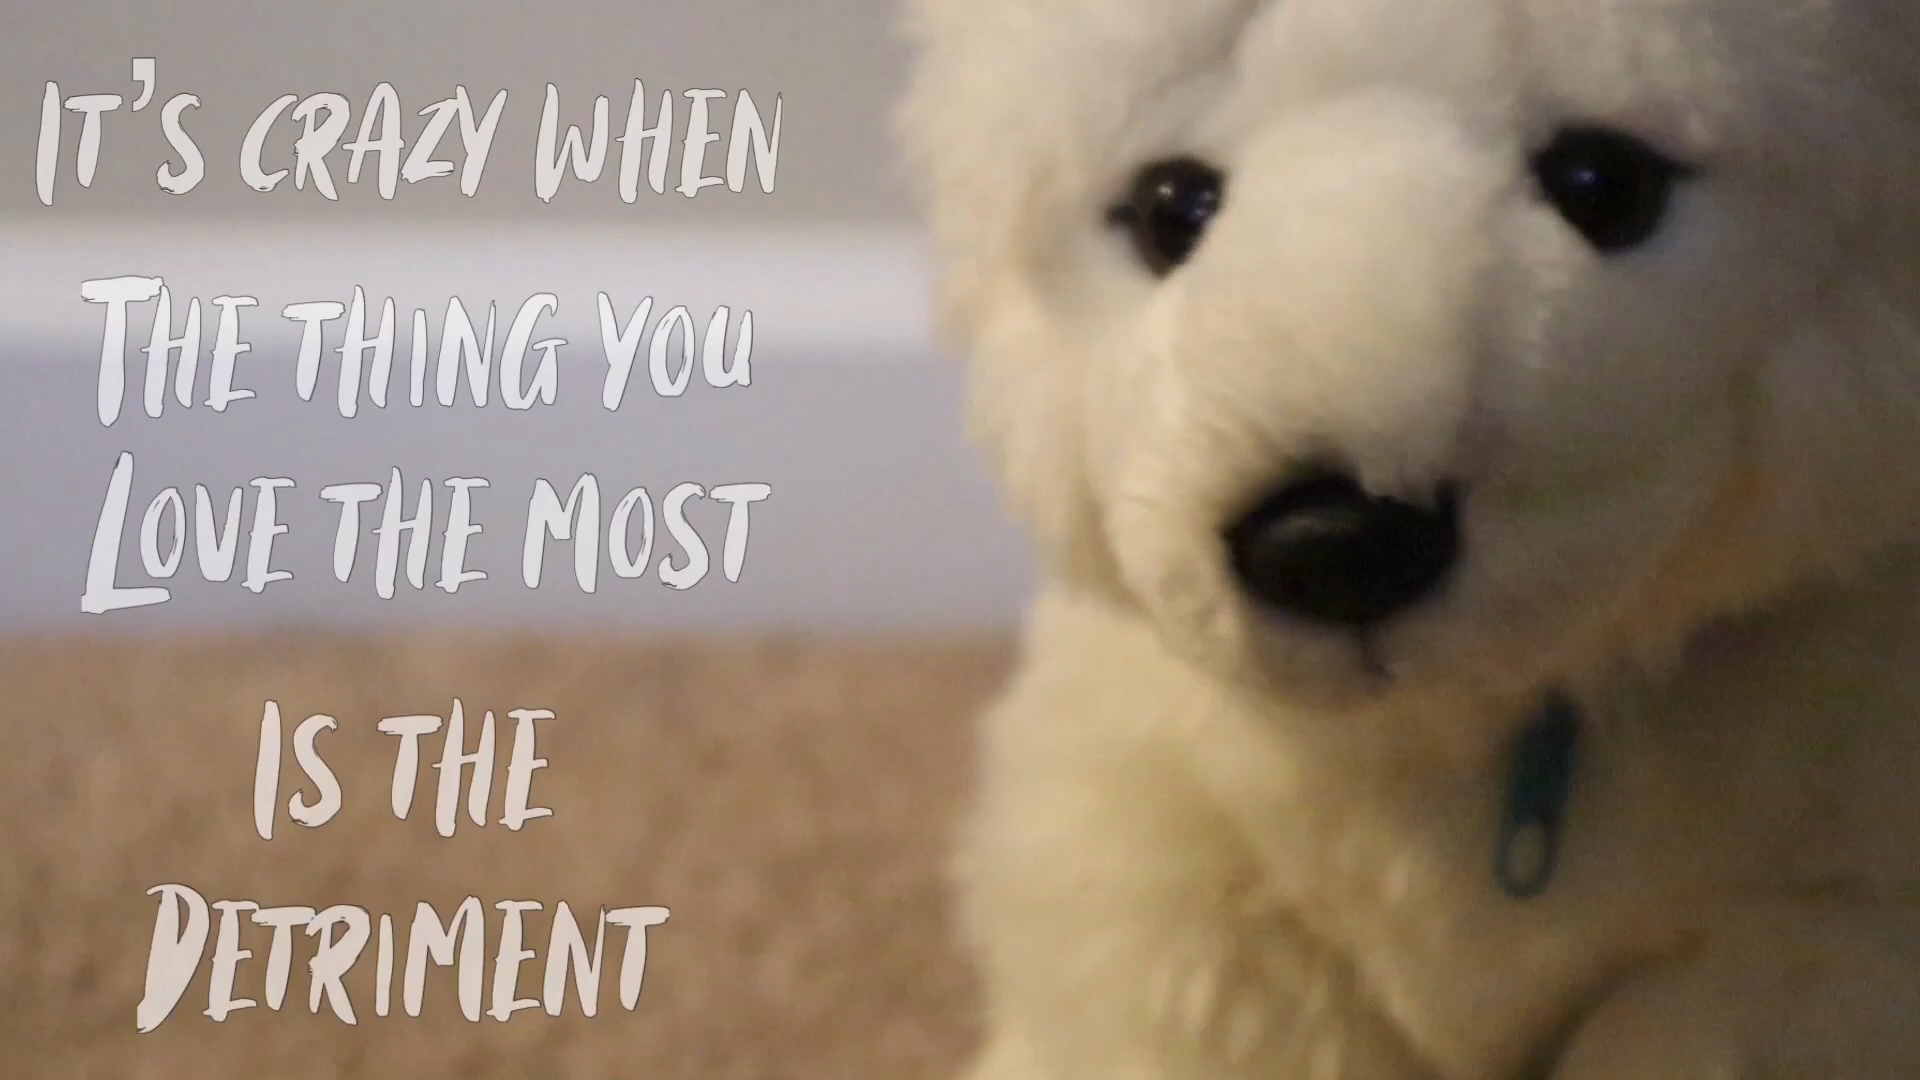 It's crazy when
The thing you
Love the most
Is the
Detriment